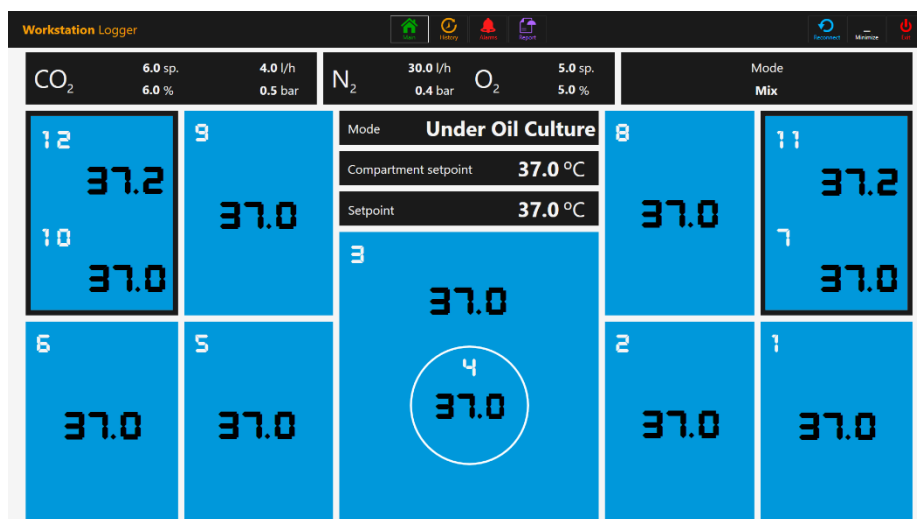 Workstation Logger
Main History Alarms Report
Reconnect Minimize Exit
CO2 6.0 sp. 4.0 l/h
6.0 % 0.5 bar
N2 30.0 l/h
0.4 bar
O2 5.0 sp.
5.0 %
Mode
Mix
12
37.2
10
37.0
9
37.0
Mode Under Oil Culture
Compartment setpoint 37.0 °C
Setpoint 37.0 °C
3
37.0
4
37.0
8
37.0
11
37.2
7
37.0
6
37.0
5
37.0
2
37.0
1
37.0